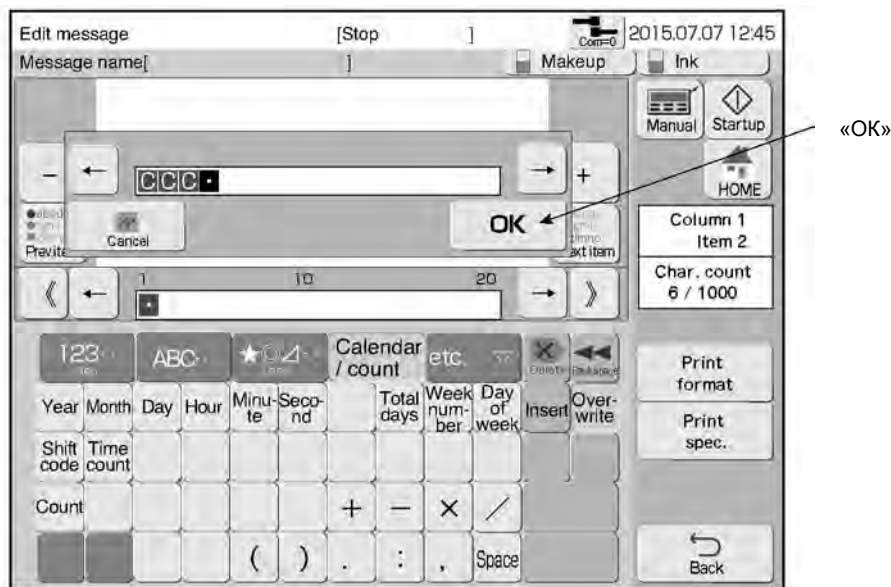 Edit message [Stop ] Com=0 2015.07.07 12:45
Message name[ ] Makeup Ink
Manual Startup
«OK»
- ← CCC· → +
HOME
Cancel OK
Column 1
Item 2
Char. count
6 / 1000
1 10 20
《 ← · → 》
123 ABC ★○⊿ Calendar / count etc. Delete
Print format
Year Month Day Hour Minu-te Seco-nd Total days Week num-ber Day of week Insert Over-write
Print spec.
Shift code Time count
Count + - × /
( ) . : , Space
Back